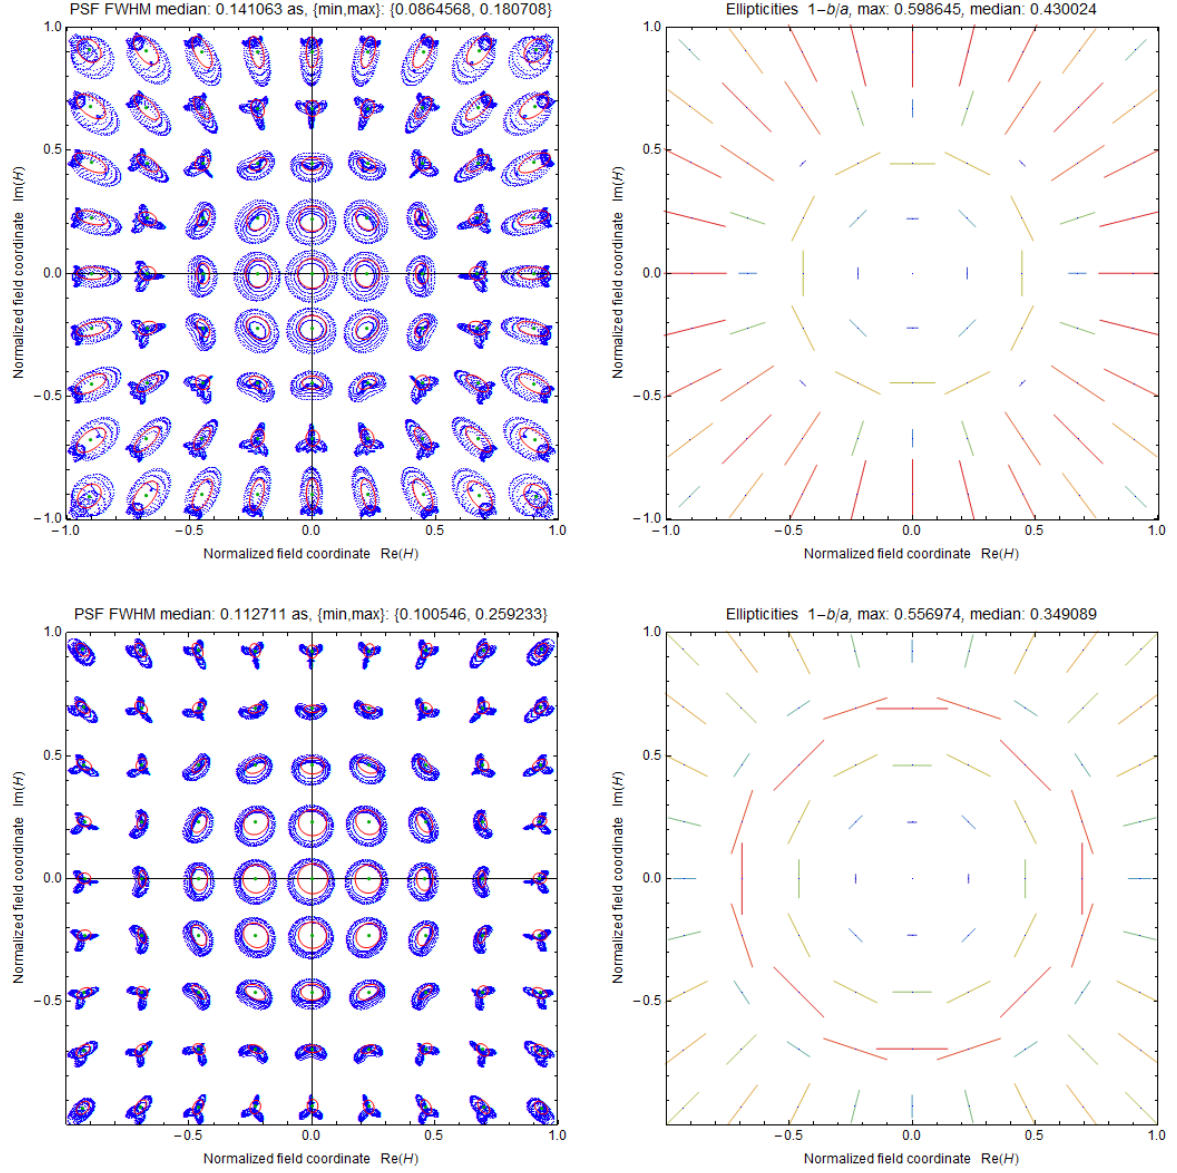 PSF FWHM median: 0.141063 as, {min,max}: {0.0864568, 0.180708}
1.0
0.5
0.0
−0.5
−1.0
−1.0 −0.5 0.0 0.5 1.0
Normalized field coordinate Im(H)
Normalized field coordinate Re(H)
Ellipticities 1−b/a, max: 0.598645, median: 0.430024
1.0
0.5
0.0
−0.5
−1.0
−1.0 −0.5 0.0 0.5 1.0
Normalized field coordinate Im(H)
Normalized field coordinate Re(H)
PSF FWHM median: 0.112711 as, {min,max}: {0.100546, 0.259233}
1.0
0.5
0.0
−0.5
−0.5 0.0 0.5 1.0
Normalized field coordinate Im(H)
Normalized field coordinate Re(H)
Ellipticities 1−b/a, max: 0.556974, median: 0.349089
1.0
0.5
0.0
−0.5
−0.5 0.0 0.5 1.0
Normalized field coordinate Im(H)
Normalized field coordinate Re(H)